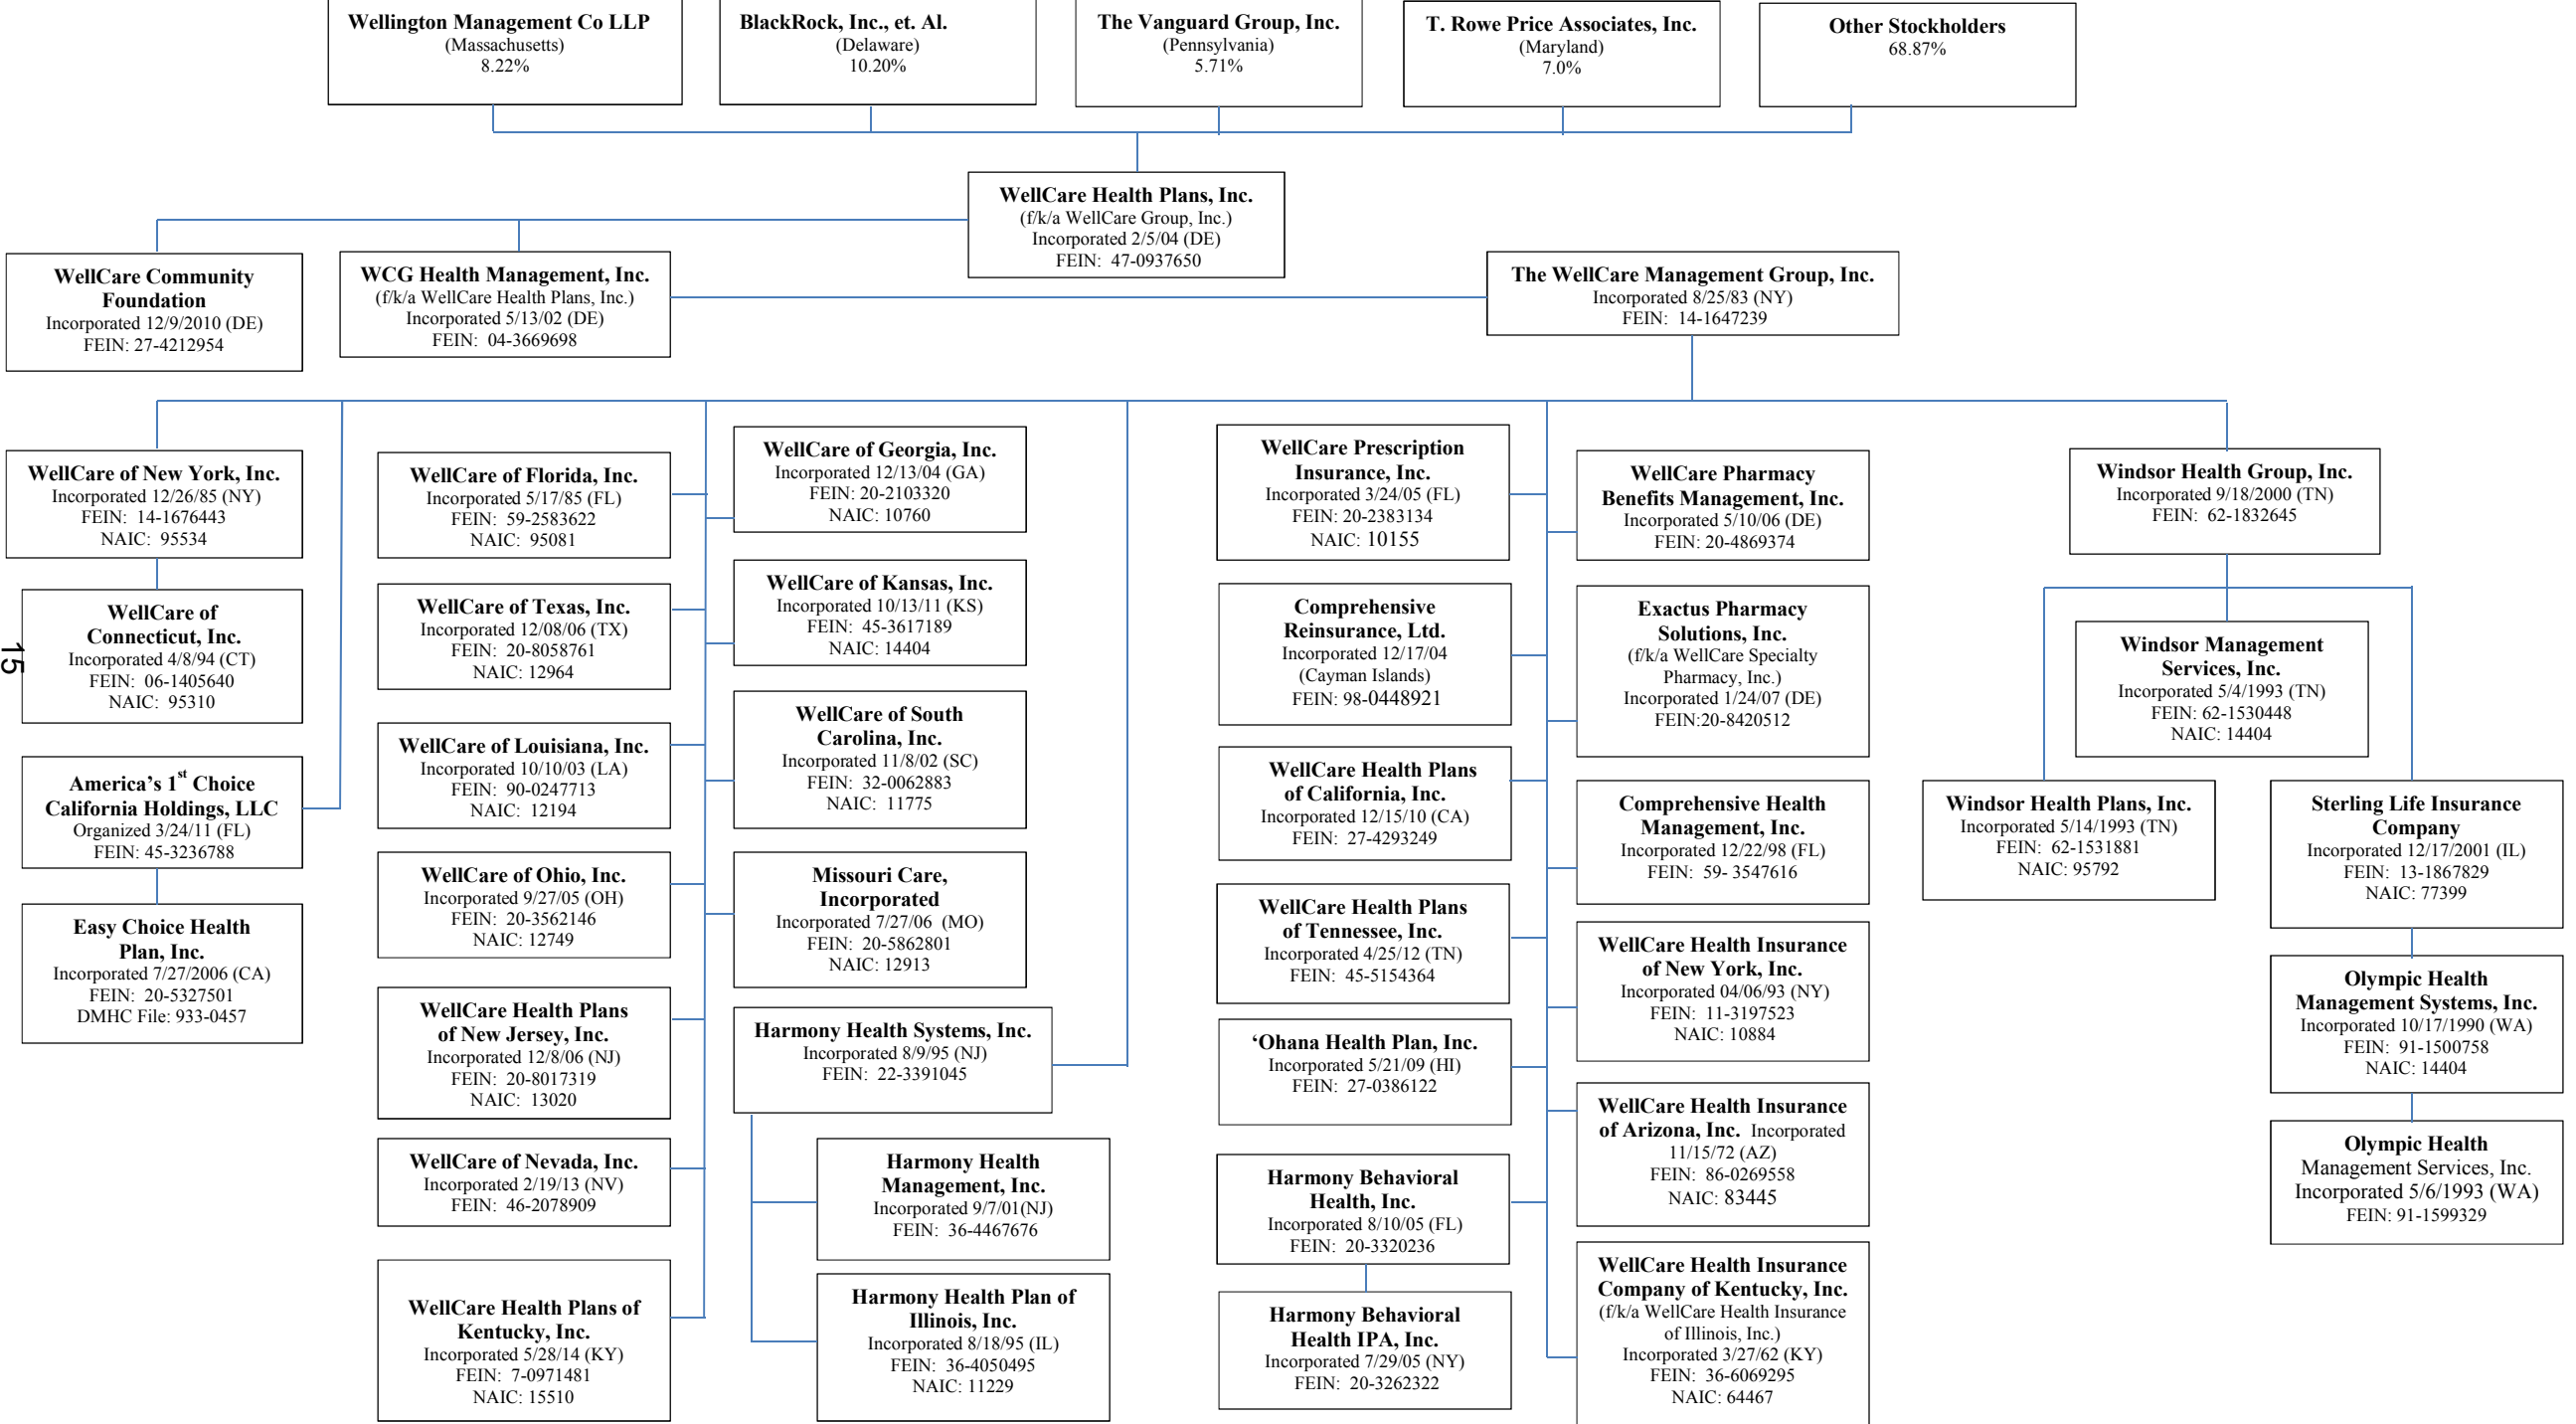 Wellington Management Co LLP
(Massachusetts)
8.22%
BlackRock, Inc., et. Al.
(Delaware)
10.20%
The Vanguard Group, Inc.
(Pennsylvania)
5.71%
T. Rowe Price Associates, Inc.
(Maryland)
7.0%
Other Stockholders
68.87%
WellCare Health Plans, Inc.
(f/k/a WellCare Group, Inc.)
Incorporated 2/5/04 (DE)
FEIN: 47-0937650
WellCare Community
Foundation
Incorporated 12/9/2010 (DE)
FEIN: 27-4212954
WCG Health Management, Inc.
(f/k/a WellCare Health Plans, Inc.)
Incorporated 5/13/02 (DE)
FEIN: 04-3669698
The WellCare Management Group, Inc.
Incorporated 8/25/83 (NY)
FEIN: 14-1647239
WellCare of New York, Inc.
Incorporated 12/26/85 (NY)
FEIN: 14-1676443
NAIC: 95534
WellCare of
Connecticut, Inc.
Incorporated 4/8/94 (CT)
FEIN: 06-1405640
NAIC: 95310
15
America's 1st Choice
California Holdings, LLC
Organized 3/24/11 (FL)
FEIN: 45-3236788
Easy Choice Health
Plan, Inc.
Incorporated 7/27/2006 (CA)
FEIN: 20-5327501
DMHC File: 933-0457
WellCare of Florida, Inc.
Incorporated 5/17/85 (FL)
FEIN: 59-2583622
NAIC: 95081
WellCare of Texas, Inc.
Incorporated 12/08/06 (TX)
FEIN: 20-8058761
NAIC: 12964
WellCare of Louisiana, Inc.
Incorporated 10/10/03 (LA)
FEIN: 90-0247713
NAIC: 12194
WellCare of Ohio, Inc.
Incorporated 9/27/05 (OH)
FEIN: 20-3562146
NAIC: 12749
WellCare Health Plans
of New Jersey, Inc.
Incorporated 12/8/06 (NJ)
FEIN: 20-8017319
NAIC: 13020
WellCare of Nevada, Inc.
Incorporated 2/19/13 (NV)
FEIN: 46-2078909
WellCare Health Plans of
Kentucky, Inc.
Incorporated 5/28/14 (KY)
FEIN: 7-0971481
NAIC: 15510
WellCare of Georgia, Inc.
Incorporated 12/13/04 (GA)
FEIN: 20-2103320
NAIC: 10760
WellCare of Kansas, Inc.
Incorporated 10/13/11 (KS)
FEIN: 45-3617189
NAIC: 14404
WellCare of South
Carolina, Inc.
Incorporated 11/8/02 (SC)
FEIN: 32-0062883
NAIC: 11775
Missouri Care,
Incorporated
Incorporated 7/27/06 (MO)
FEIN: 20-5862801
NAIC: 12913
Harmony Health Systems, Inc.
Incorporated 8/9/95 (NJ)
FEIN: 22-3391045
Harmony Health
Management, Inc.
Incorporated 9/7/01(NJ)
FEIN: 36-4467676
Harmony Health Plan of
Illinois, Inc.
Incorporated 8/18/95 (IL)
FEIN: 36-4050495
NAIC: 11229
WellCare Prescription
Insurance, Inc.
Incorporated 3/24/05 (FL)
FEIN: 20-2383134
NAIC: 10155
Comprehensive
Reinsurance, Ltd.
Incorporated 12/17/04
(Cayman Islands)
FEIN: 98-0448921
WellCare Health Plans
of California, Inc.
Incorporated 12/15/10 (CA)
FEIN: 27-4293249
WellCare Health Plans
of Tennessee, Inc.
Incorporated 4/25/12 (TN)
FEIN: 45-5154364
‘Ohana Health Plan, Inc.
Incorporated 5/21/09 (HI)
FEIN: 27-0386122
Harmony Behavioral
Health, Inc.
Incorporated 8/10/05 (FL)
FEIN: 20-3320236
Harmony Behavioral
Health IPA, Inc.
Incorporated 7/29/05 (NY)
FEIN: 20-3262322
WellCare Pharmacy
Benefits Management, Inc.
Incorporated 5/10/06 (DE)
FEIN: 20-4869374
Exactus Pharmacy
Solutions, Inc.
(f/k/a WellCare Specialty
Pharmacy, Inc.)
Incorporated 1/24/07 (DE)
FEIN:20-8420512
Comprehensive Health
Management, Inc.
Incorporated 12/22/98 (FL)
FEIN: 59- 3547616
WellCare Health Insurance
of New York, Inc.
Incorporated 04/06/93 (NY)
FEIN: 11-3197523
NAIC: 10884
WellCare Health Insurance
of Arizona, Inc. Incorporated
11/15/72 (AZ)
FEIN: 86-0269558
NAIC: 83445
WellCare Health Insurance
Company of Kentucky, Inc.
(f/k/a WellCare Health Insurance
of Illinois, Inc.)
Incorporated 3/27/62 (KY)
FEIN: 36-6069295
NAIC: 64467
Windsor Health Group, Inc.
Incorporated 9/18/2000 (TN)
FEIN: 62-1832645
Windsor Management
Services, Inc.
Incorporated 5/4/1993 (TN)
FEIN: 62-1530448
NAIC: 14404
Windsor Health Plans, Inc.
Incorporated 5/14/1993 (TN)
FEIN: 62-1531881
NAIC: 95792
Sterling Life Insurance
Company
Incorporated 12/17/2001 (IL)
FEIN: 13-1867829
NAIC: 77399
Olympic Health
Management Systems, Inc.
Incorporated 10/17/1990 (WA)
FEIN: 91-1500758
NAIC: 14404
Olympic Health
Management Services, Inc.
Incorporated 5/6/1993 (WA)
FEIN: 91-1599329